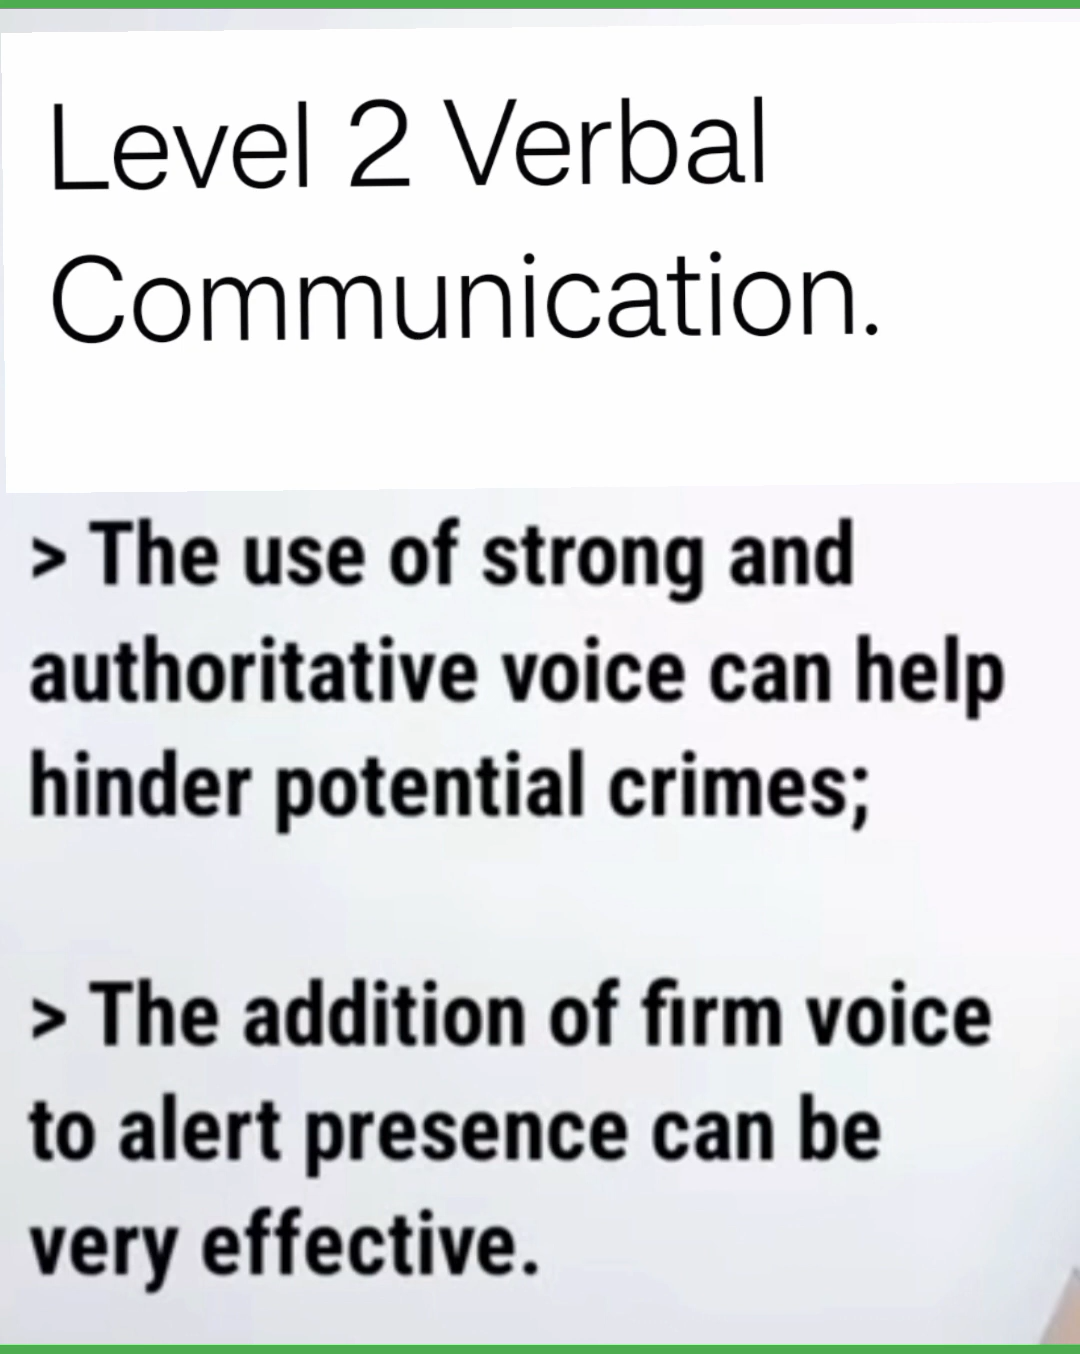 Level 2 Verbal
Communication.
> The use of strong and
authoritative voice can help
hinder potential crimes;
> The addition of firm voice
to alert presence can be
very effective.